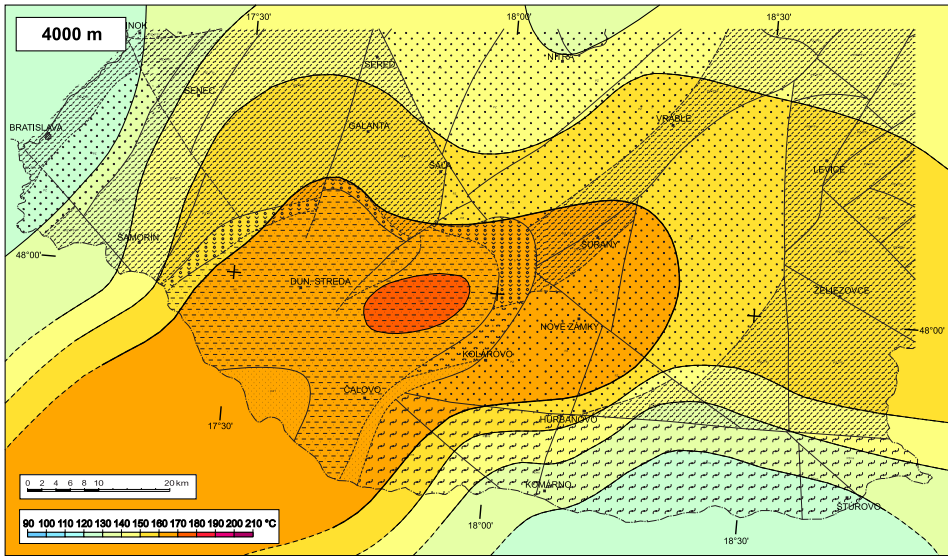 17°30'
18°00'
18°30'
4000 m
INOK
NITRA
SEREĎ
SENEC
VRÁBLE
BRATISLAVA
GALANTA
ŠAĽA
LEVICE
ŠAMORÍN
ŠURANY
48°00'
DUN. STREDA
ŽELIEZOVCE
NOVÉ ZÁMKY
48°00'
KOLÁROVO
ČALOVO
17°30'
HURBANOVO
KOMÁRNO
0 2 4 6 8 10 20 km
ŠTÚROVO
18°00'
90 100 110 120 130 140 150 160 170 180 190 200 210 °C
18°30'